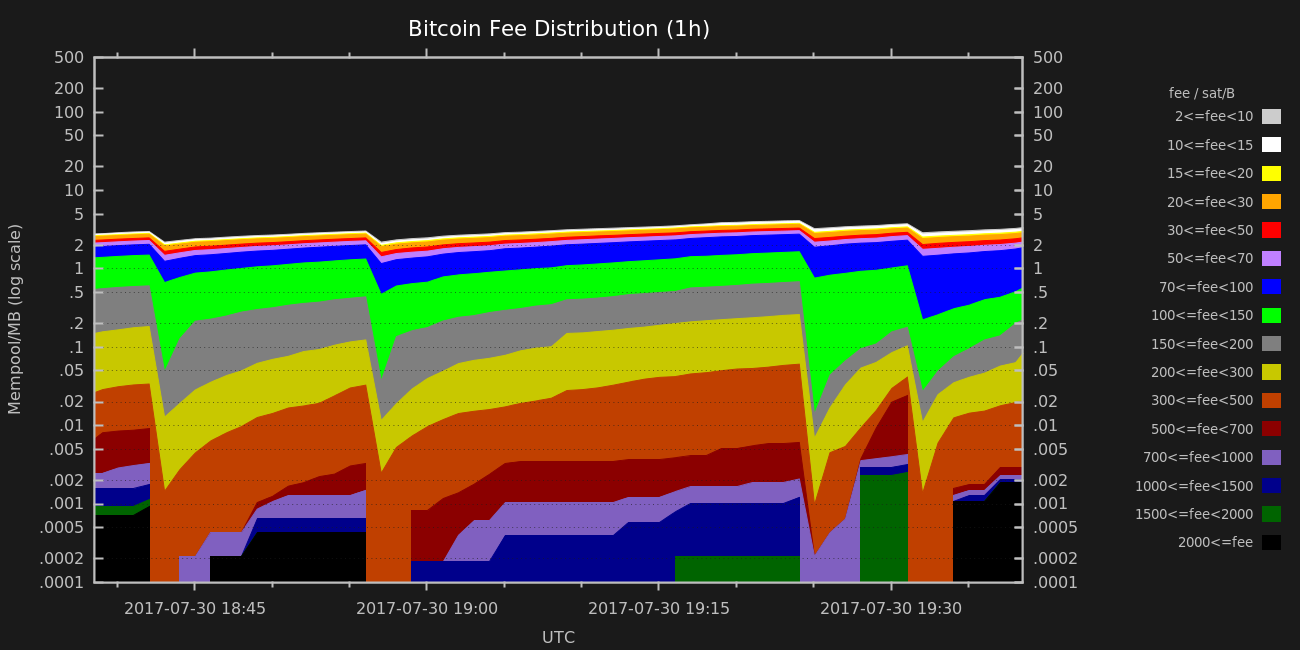 Bitcoin Fee Distribution (1h)
Mempool/MB (log scale)
500
200
100
50
20
10
5
2
1
.5
.2
.1
.05
.02
.01
.005
.002
.001
.0005
.0002
.0001
500
200
100
50
20
10
5
2
1
.5
.2
.1
.05
.02
.01
.005
.002
.001
.0005
.0002
.0001
2017-07-30 18:45
2017-07-30 19:00
2017-07-30 19:15
2017-07-30 19:30
UTC
fee / sat/B
2<=fee<10
10<=fee<15
15<=fee<20
20<=fee<30
30<=fee<50
50<=fee<70
70<=fee<100
100<=fee<150
150<=fee<200
200<=fee<300
300<=fee<500
500<=fee<700
700<=fee<1000
1000<=fee<1500
1500<=fee<2000
2000<=fee